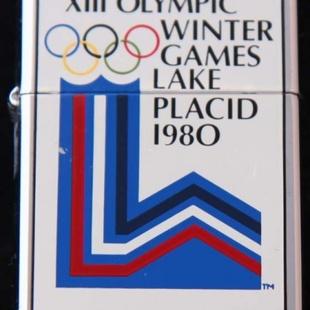 XIII OLYMPIC
WINTER
GAMES
LAKE
PLACID
1980
TM